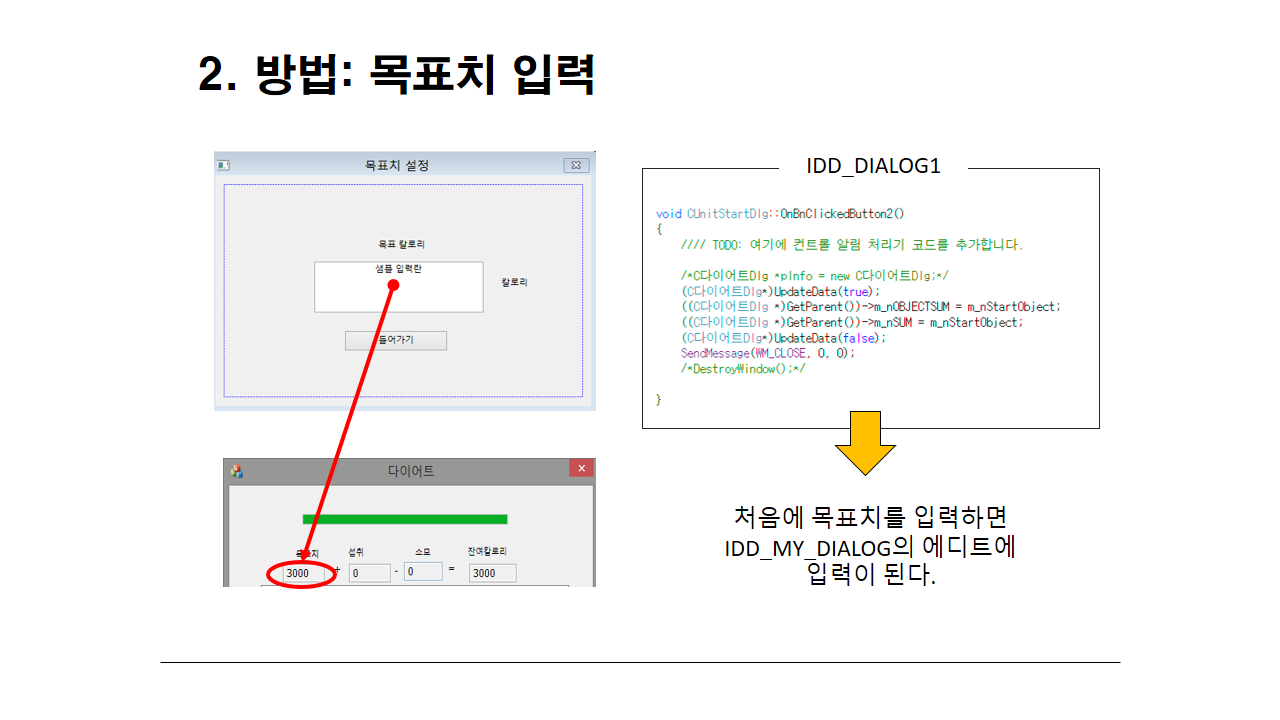 2. 방법: 목표치 입력
목표치 설정
목표 칼로리
샘플 입력란
칼로리
들어가기
다이어트
목표치 섭취 소모 잔여칼로리
3000 + 0 - 0 = 3000
IDD_DIALOG1
void CUnitStartDlg::OnBnClickedButton2()
{
//// TODO: 여기에 컨트롤 알림 처리기 코드를 추가합니다.
/*C다이어트Dlg *pInfo = new C다이어트Dlg;*/
(C다이어트Dlg*)UpdateData(true);
((C다이어트Dlg *)GetParent())->m_nOBJECTSUM = m_nStartObject;
((C다이어트Dlg *)GetParent())->m_nSUM = m_nStartObject;
(C다이어트Dlg*)UpdateData(false);
SendMessage(WM_CLOSE, 0, 0);
/*DestroyWindow();*/
}
처음에 목표치를 입력하면
IDD_MY_DIALOG의 에디트에
입력이 된다.